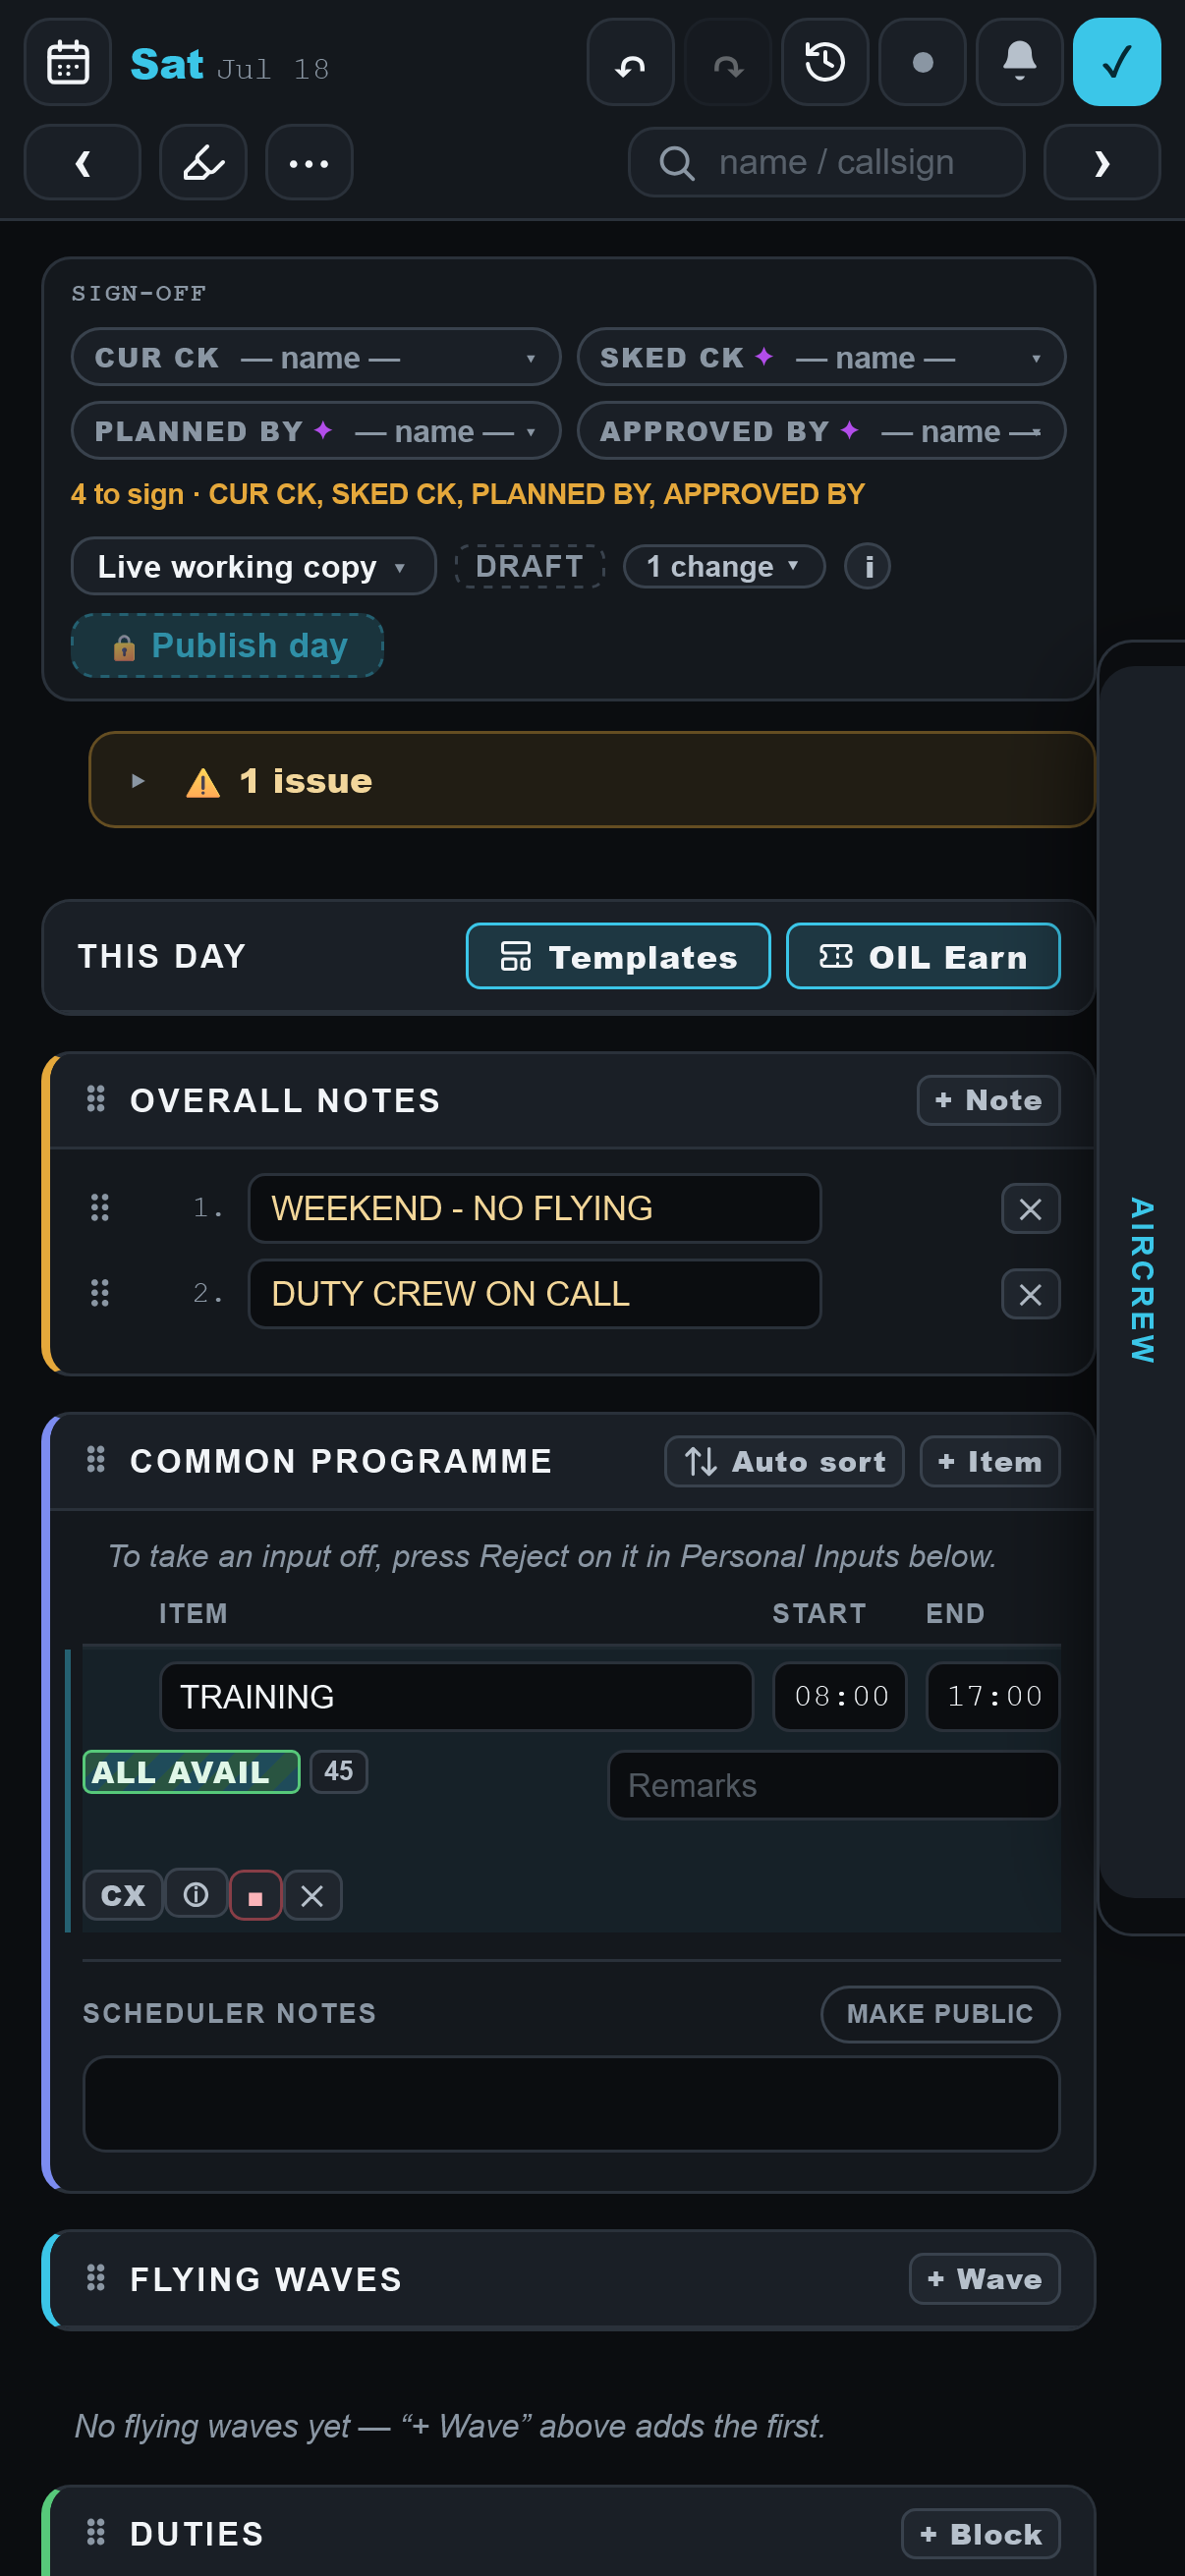 Sat Jul 18
name / callsign
SIGN-OFF
CUR CK — name — SKED CK — name —
PLANNED BY — name — APPROVED BY — name —
4 to sign · CUR CK, SKED CK, PLANNED BY, APPROVED BY
Live working copy DRAFT 1 change i
Publish day
1 issue
THIS DAY Templates OIL Earn
OVERALL NOTES + Note
1. WEEKEND - NO FLYING
2. DUTY CREW ON CALL
AIRCREW
COMMON PROGRAMME Auto sort + Item
To take an input off, press Reject on it in Personal Inputs below.
ITEM START END
TRAINING 08:00 17:00
ALL AVAIL 45 Remarks
CX
SCHEDULER NOTES MAKE PUBLIC
FLYING WAVES + Wave
No flying waves yet — “+ Wave” above adds the first.
DUTIES + Block